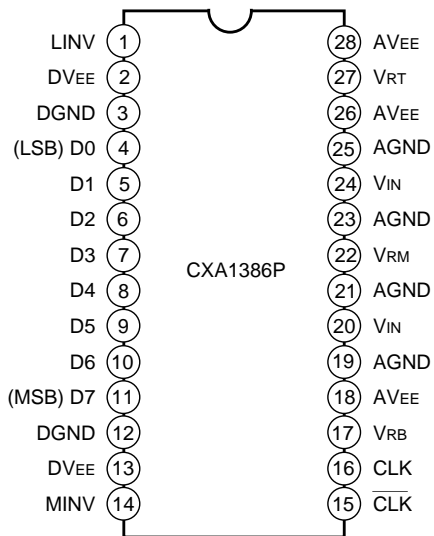 LINV 1 28 AVEE
DVEE 2 27 VRT
DGND 3 26 AVEE
(LSB) D0 4 25 AGND
D1 5 24 VIN
D2 6 23 AGND
D3 7 22 VRM
CXA1386P
D4 8 21 AGND
D5 9 20 VIN
D6 10 19 AGND
(MSB) D7 11 18 AVEE
DGND 12 17 VRB
DVEE 13 16 CLK
MINV 14 15 C̅L̅K̅